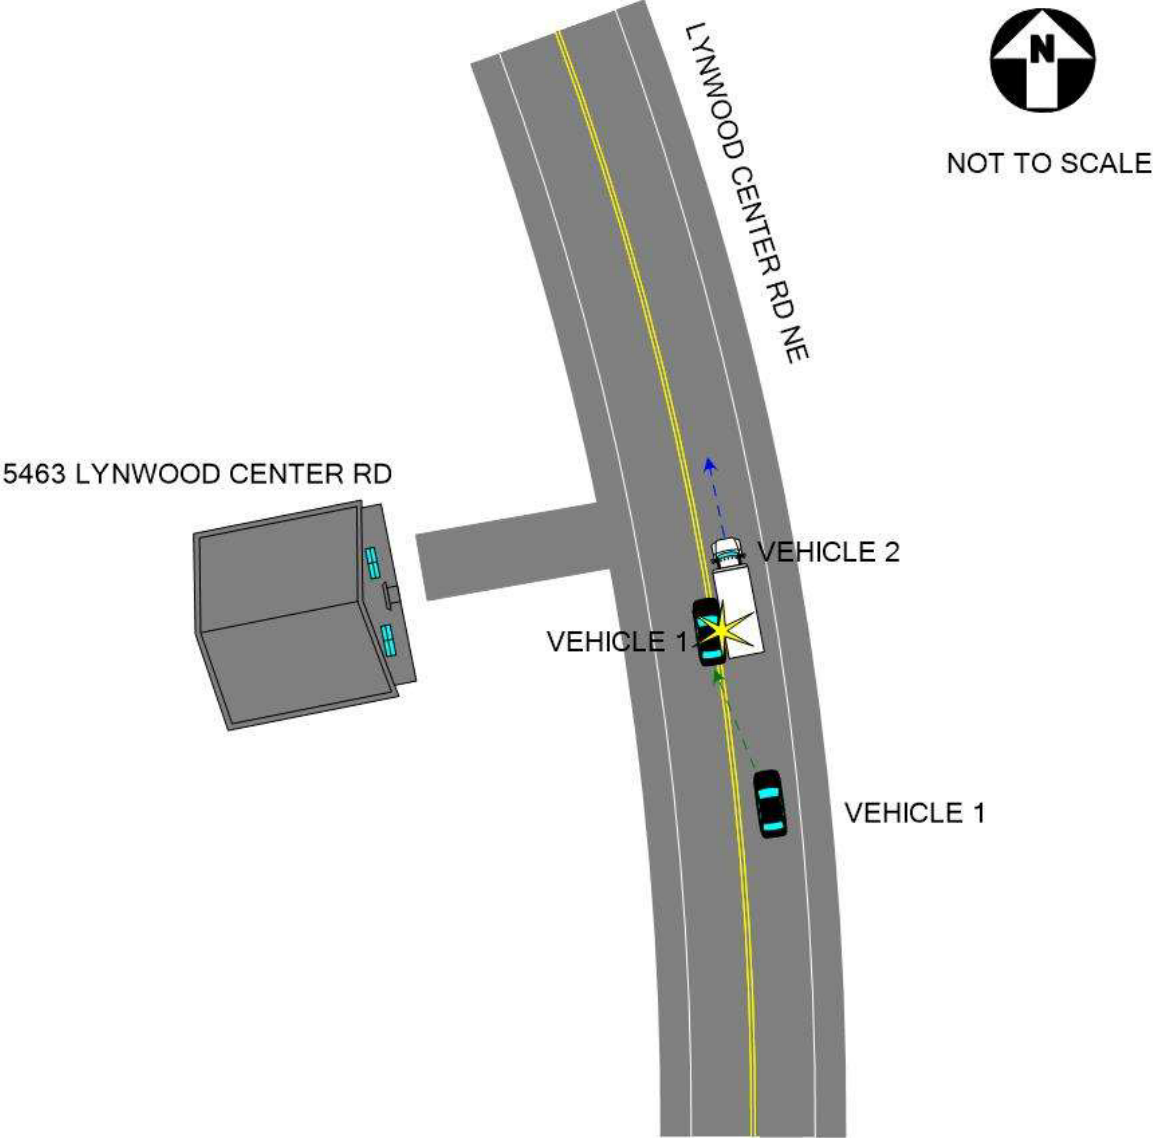 N
NOT TO SCALE
LYNWOOD CENTER RD NE
5463 LYNWOOD CENTER RD
VEHICLE 2
VEHICLE 1
VEHICLE 1